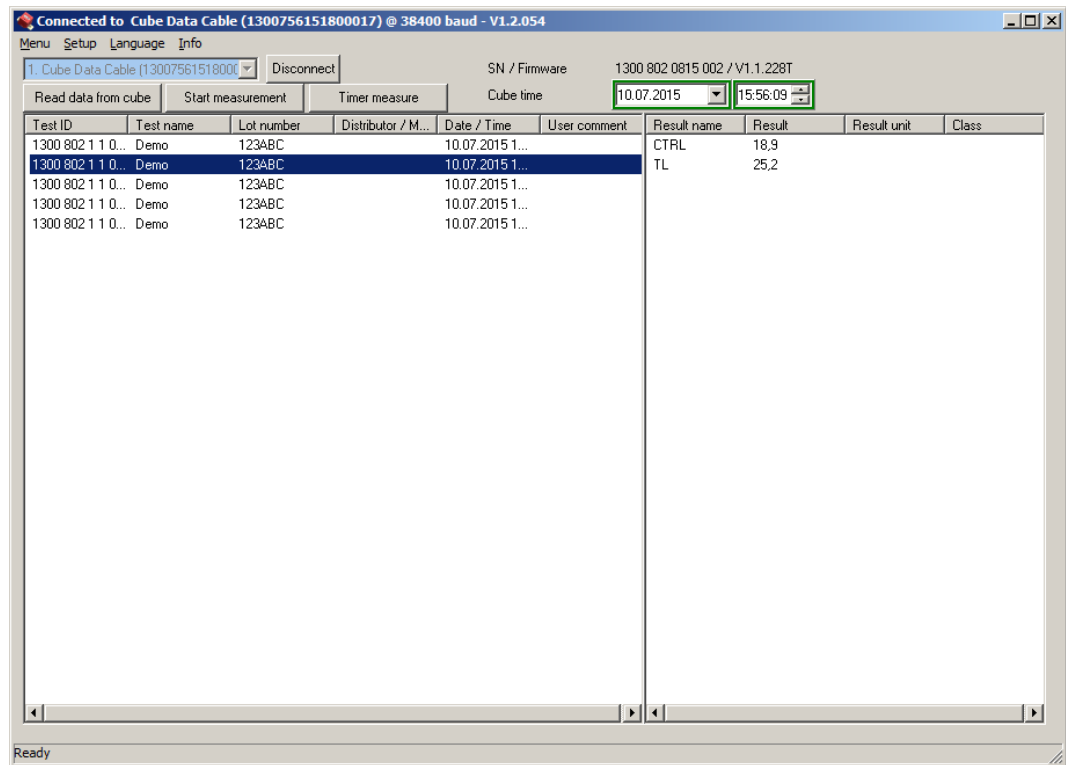 Connected to Cube Data Cable (1300756151800017) @ 38400 baud - V1.2.054
Menu Setup Language Info
1. Cube Data Cable (13007561518000 Disconnect SN / Firmware 1300 802 0815 002 / V1.1.228T
Read data from cube Start measurement Timer measure Cube time 10.07.2015 15:56:09
Test ID Test name Lot number Distributor / M... Date / Time User comment Result name Result Result unit Class
1300 802 1 1 0... Demo 123ABC 10.07.2015 1... CTRL 18,9
1300 802 1 1 0... Demo 123ABC 10.07.2015 1... TL 25,2
1300 802 1 1 0... Demo 123ABC 10.07.2015 1...
1300 802 1 1 0... Demo 123ABC 10.07.2015 1...
1300 802 1 1 0... Demo 123ABC 10.07.2015 1...
Ready